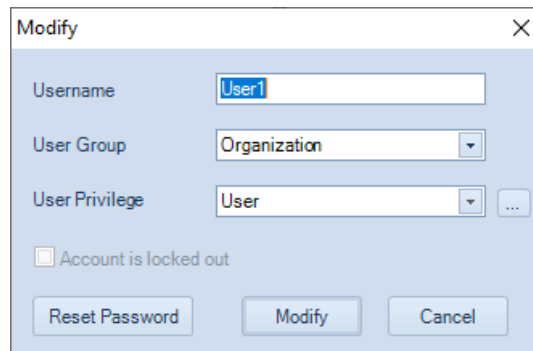 Modify
Username User1
User Group Organization
User Privilege User ...
Account is locked out
Reset Password Modify Cancel